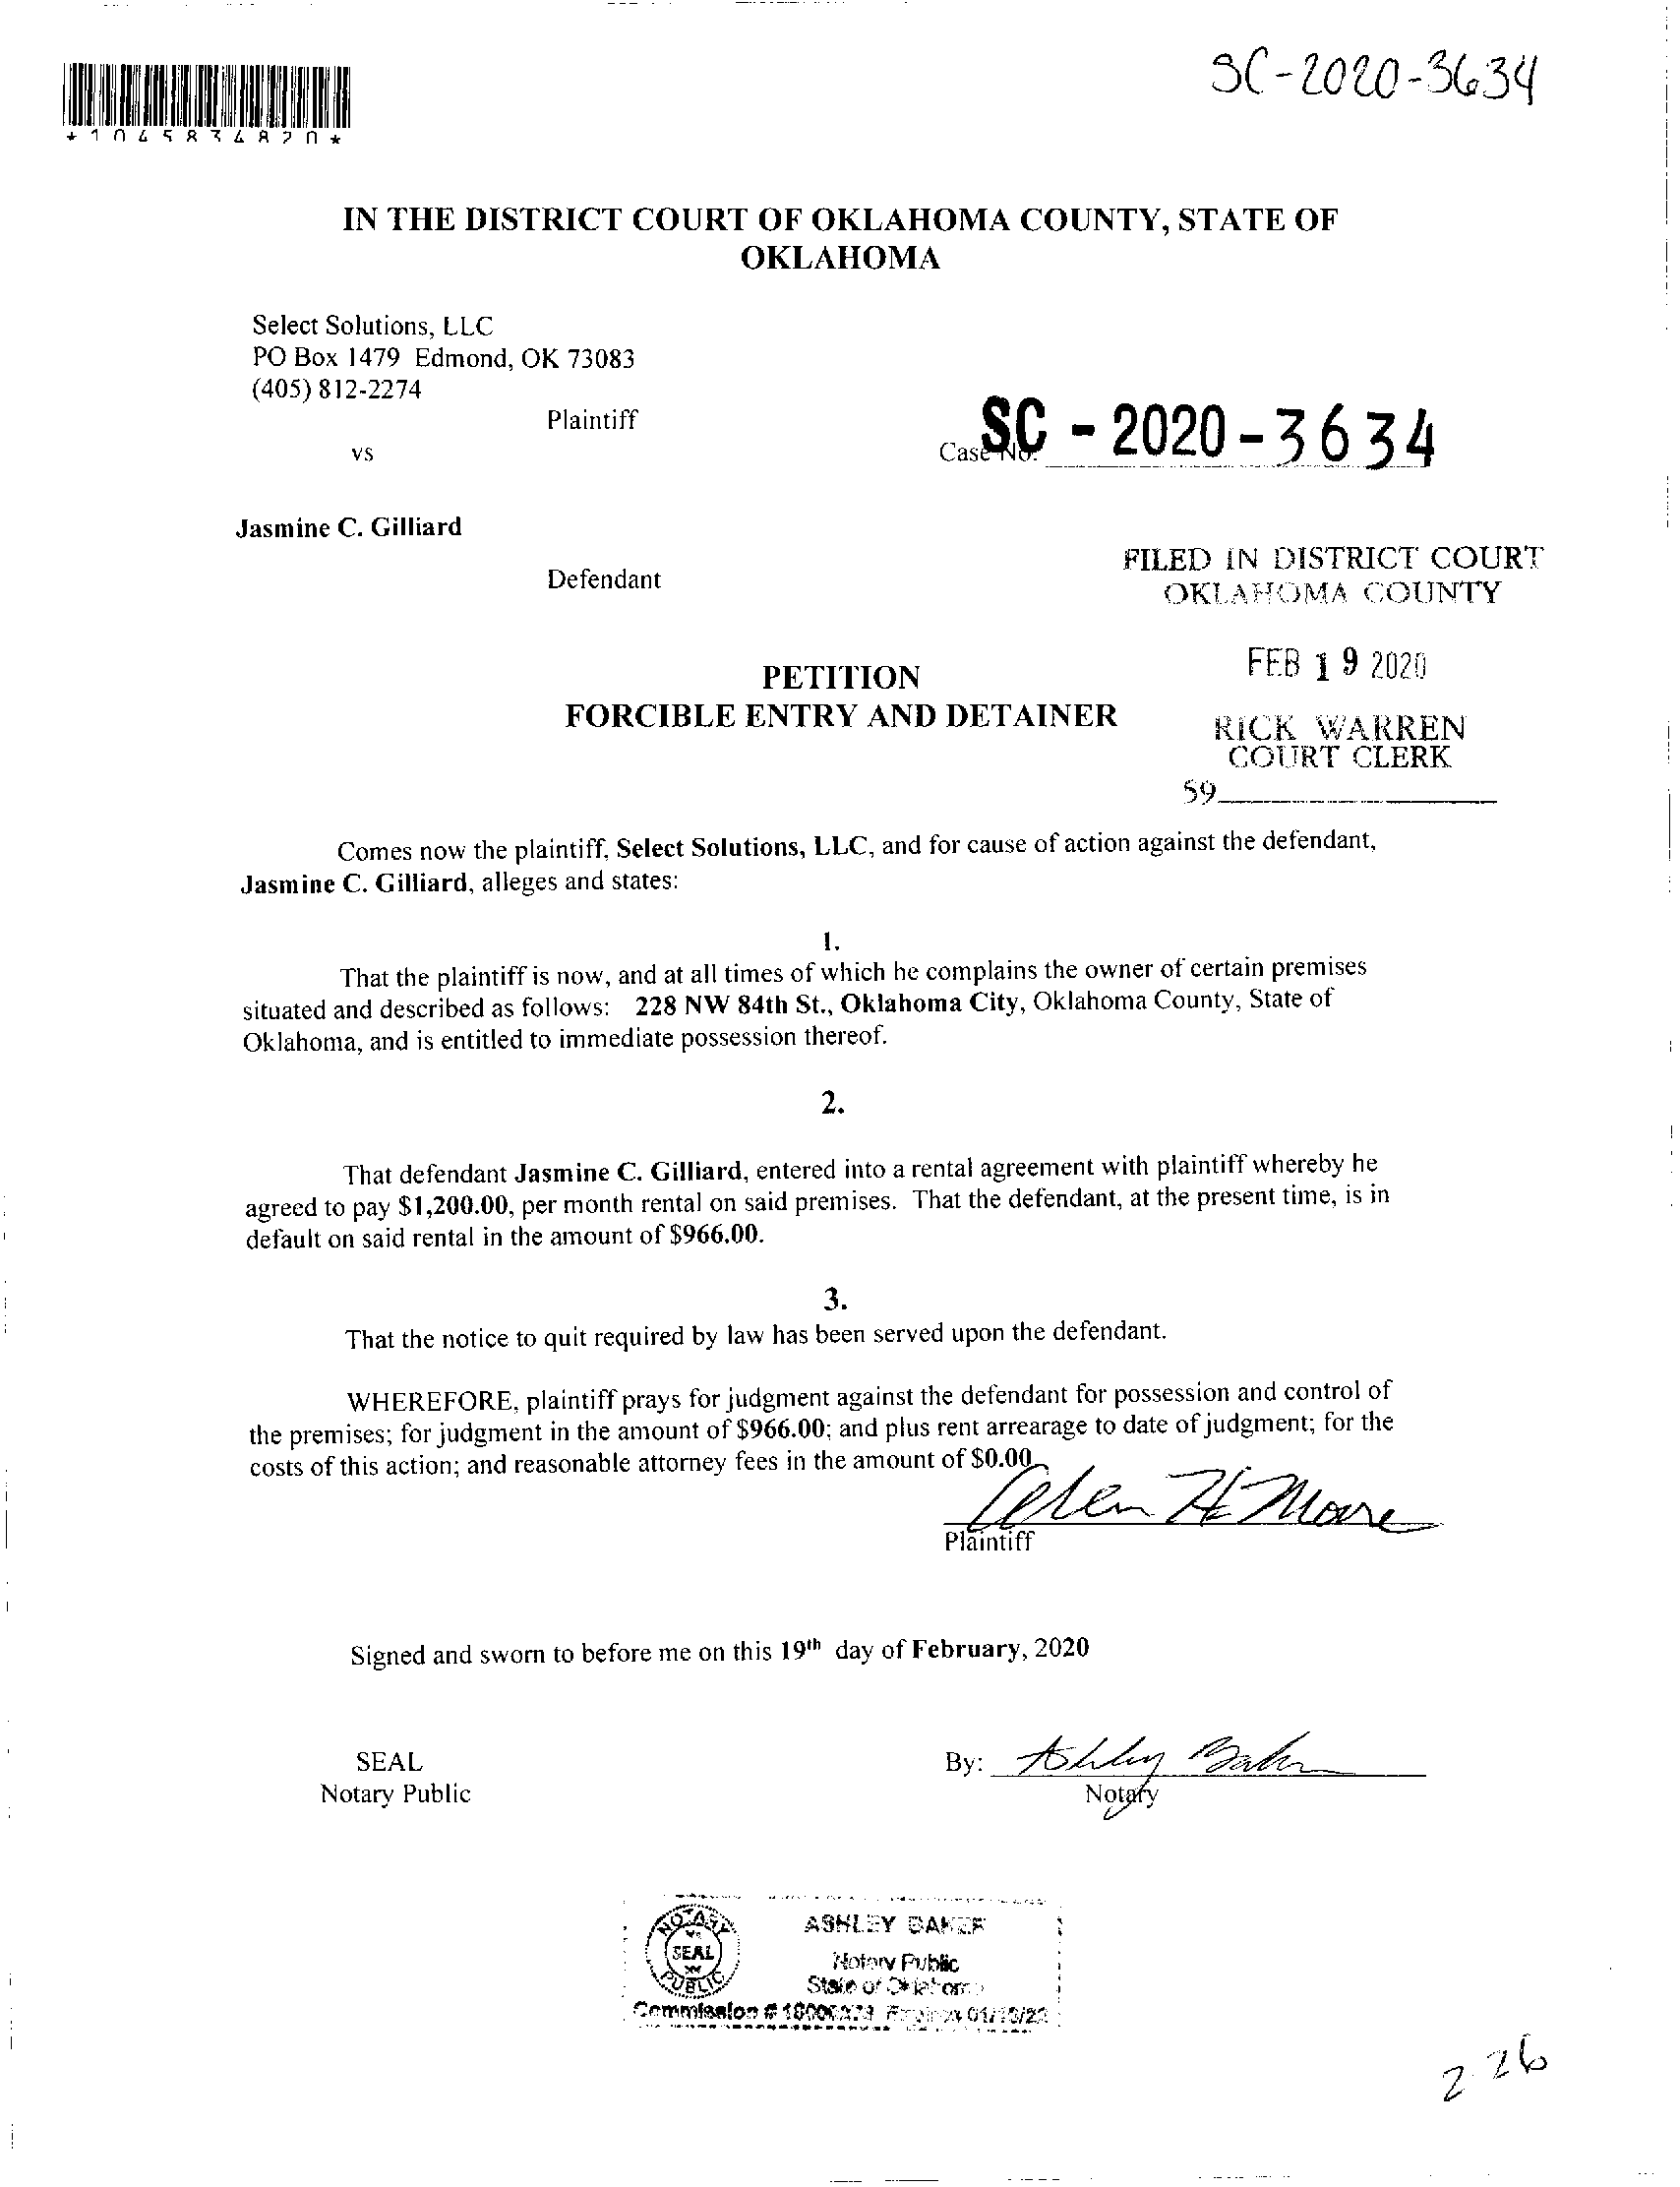 SC-2020-3634
*1045834820*
IN THE DISTRICT COURT OF OKLAHOMA COUNTY, STATE OF
OKLAHOMA
Select Solutions, LLC
PO Box 1479 Edmond, OK 73083
(405) 812-2274
Plaintiff
vs
Case No. SC - 2020 - 3634
Jasmine C. Gilliard
Defendant
FILED IN DISTRICT COURT
OKLAHOMA COUNTY
FEB 19 2020
PETITION
FORCIBLE ENTRY AND DETAINER
RICK WARREN
COURT CLERK
59
Comes now the plaintiff, Select Solutions, LLC, and for cause of action against the defendant,
Jasmine C. Gilliard, alleges and states:
1.
That the plaintiff is now, and at all times of which he complains the owner of certain premises
situated and described as follows: 228 NW 84th St., Oklahoma City, Oklahoma County, State of
Oklahoma, and is entitled to immediate possession thereof.
2.
That defendant Jasmine C. Gilliard, entered into a rental agreement with plaintiff whereby he
agreed to pay $1,200.00, per month rental on said premises. That the defendant, at the present time, is in
default on said rental in the amount of $966.00.
3.
That the notice to quit required by law has been served upon the defendant.
WHEREFORE, plaintiff prays for judgment against the defendant for possession and control of
the premises; for judgment in the amount of $966.00; and plus rent arrearage to date of judgment; for the
costs of this action; and reasonable attorney fees in the amount of $0.00
H Moore
Plaintiff
Signed and sworn to before me on this 19th day of February, 2020
SEAL
Notary Public
By: Ashley Baker
Notary
NOTARY SEAL PUBLIC
ASHLEY BAKER
Notary Public
State of Oklahoma
Commission # Expires
2-26